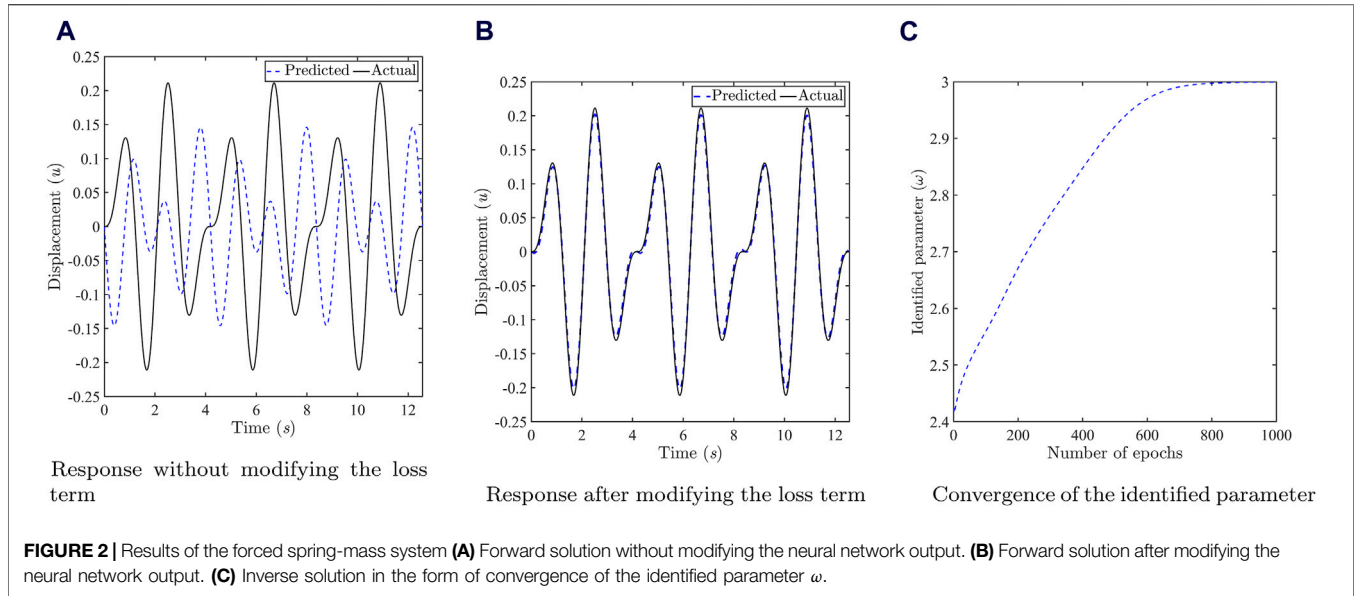 A
0.25
0.2
0.15
0.1
0.05
0
-0.05
-0.1
-0.15
-0.2
-0.25
Displacement (u)
Predicted Actual
0 2 4 6 8 10 12
Time (s)
Response without modifying the loss
term
B
0.25
0.2
0.15
0.1
0.05
0
-0.05
-0.1
-0.15
-0.2
-0.25
Displacement (u)
Predicted Actual
0 2 4 6 8 10 12
Time (s)
Response after modifying the loss term
C
3
2.9
2.8
2.7
2.6
2.5
2.4
Identified parameter (ω)
0 200 400 600 800 1000
Number of epochs
Convergence of the identified parameter
FIGURE 2 | Results of the forced spring-mass system (A) Forward solution without modifying the neural network output. (B) Forward solution after modifying the
neural network output. (C) Inverse solution in the form of convergence of the identified parameter ω.